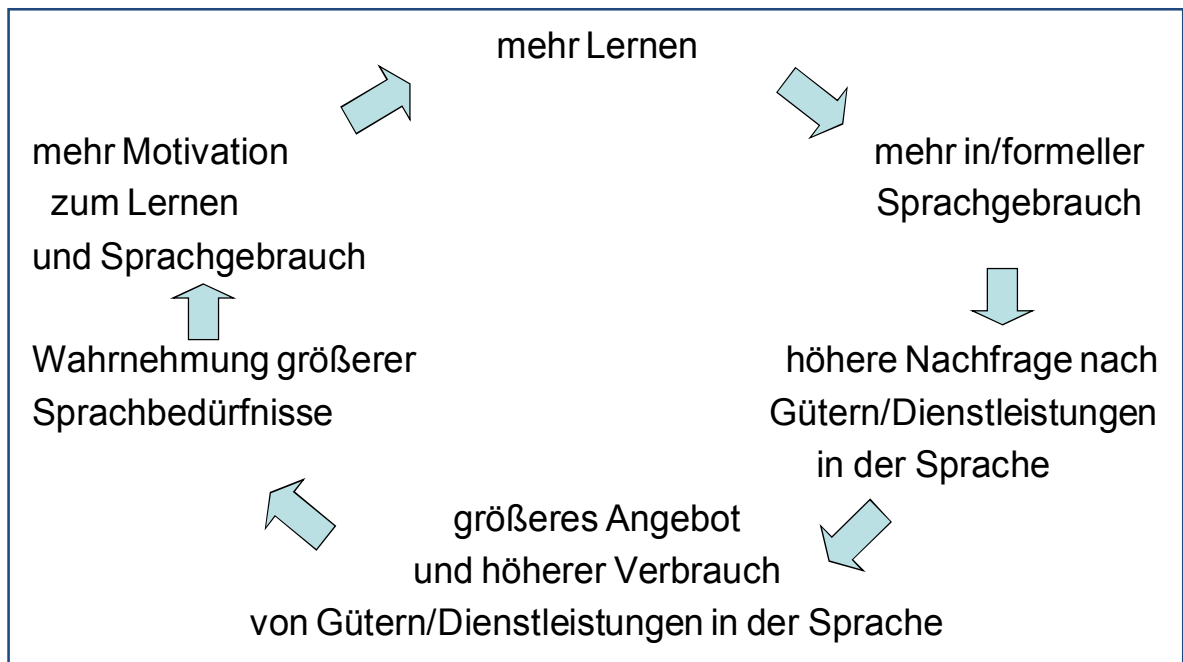 mehr Lernen
mehr in/formeller
Sprachgebrauch
höhere Nachfrage nach
Gütern/Dienstleistungen
in der Sprache
größeres Angebot
und höherer Verbrauch
von Gütern/Dienstleistungen in der Sprache
Wahrnehmung größerer
Sprachbedürfnisse
mehr Motivation
zum Lernen
und Sprachgebrauch